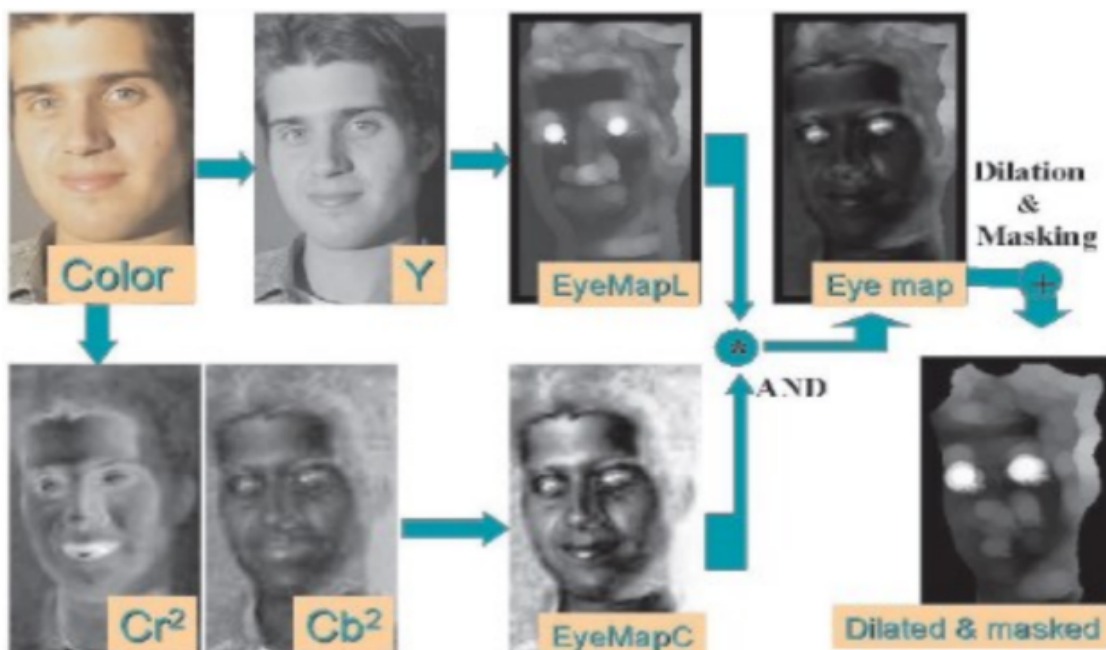 Color
Y
EyeMapL
Eye map
Dilation
&
Masking
+
*
AND
Cr²
Cb²
EyeMapC
Dilated & masked